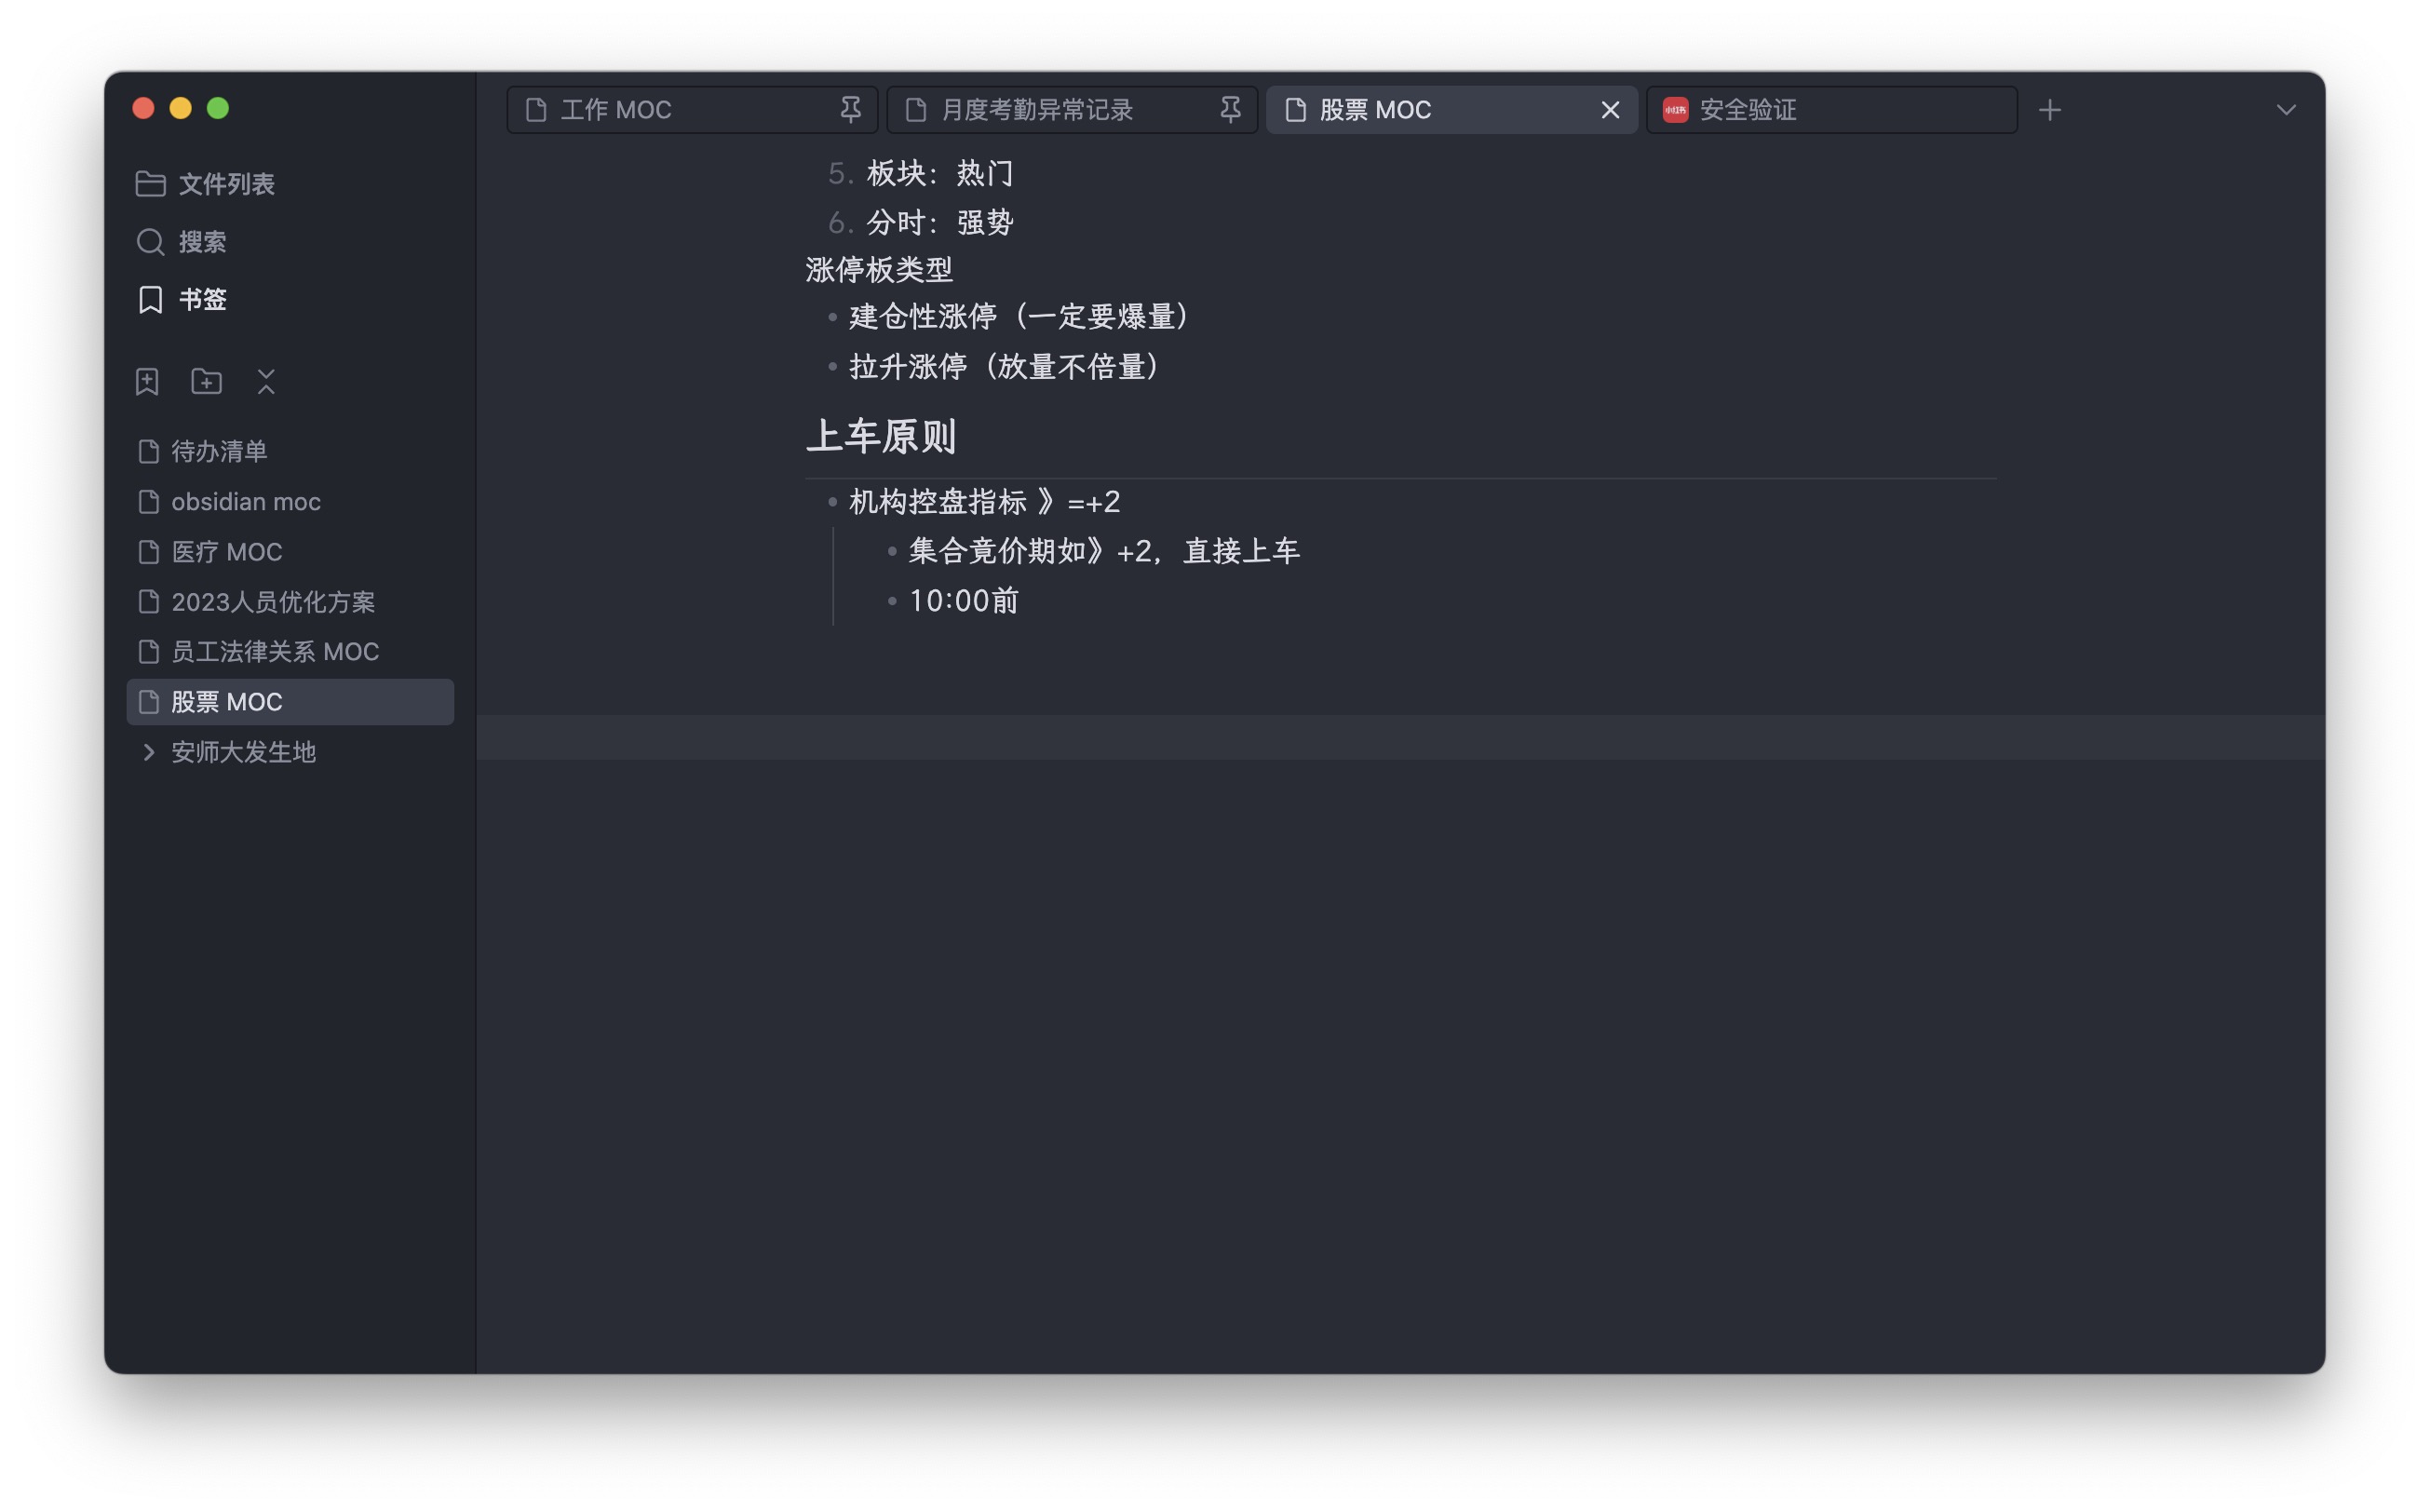 工作 MOC
月度考勤异常记录
股票 MOC
安全验证
文件列表
搜索
书签
待办清单
obsidian moc
医疗 MOC
2023人员优化方案
员工法律关系 MOC
股票 MOC
安师大发生地
5. 板块：热门
6. 分时：强势
涨停板类型
• 建仓性涨停（一定要爆量）
• 拉升涨停（放量不倍量）
上车原则
• 机构控盘指标 》=+2
• 集合竟价期如》+2，直接上车
• 10:00前